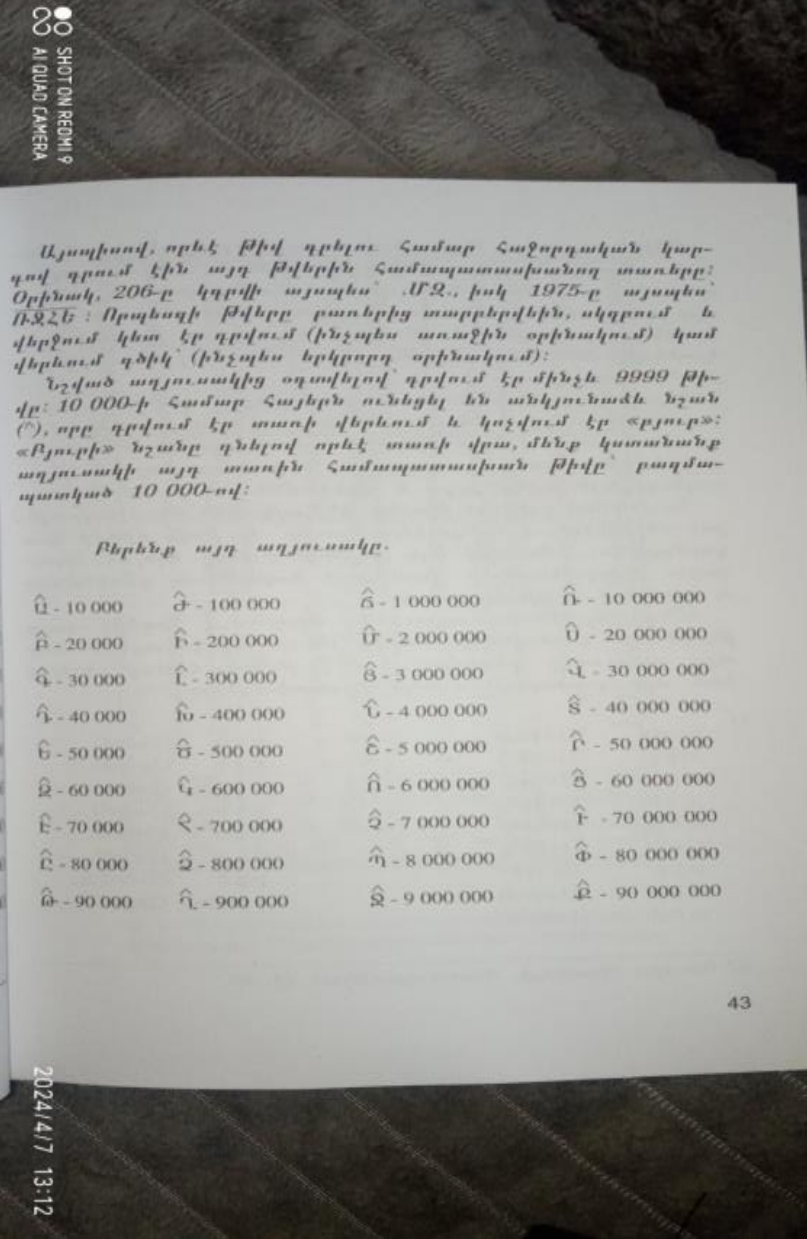 Այսպիսով, որևէ թիվ գրելու համար հաջորդական կար-
գով գրում էին այդ թվերին համապատասխանող տառերը:
Օրինակ, 206-ը կգրվի այսպես՝ .ՄԶ., իսկ 1975-ը այսպես՝
ՌՋՀԵ : Որպեսզի թվերը բառերից տարբերվեին, սկզբում և
վերջում կետ էր դրվում (ինչպես առաջին օրինակում) կամ
վերևում գծիկ՝ (ինչպես երկրորդ օրինակում):
Նշված աղյուսակից օգտվելով՝ գրվում էր մինչև 9999 թի-
վը: 10 000-ի համար հայերն ունեցել են անկյունաձև նշան
(^), որը դրվում էր տառի վերևում և կոչվում էր «բյուր»:
«Բյուրի» նշանը դնելով որևէ տառի վրա, մենք կստանանք
աղյուսակի այդ տառին համապատասխան թիվը՝ բազմա-
պատկած 10 000-ով:
Բերենք այդ աղյուսակը.
Ա̂ - 10 000 Ժ̂ - 100 000 Ճ̂ - 1 000 000 Ռ̂ - 10 000 000
Բ̂ - 20 000 Ի̂ - 200 000 Մ̂ - 2 000 000 Ս̂ - 20 000 000
Գ̂ - 30 000 Լ̂ - 300 000 Յ̂ - 3 000 000 Վ̂ - 30 000 000
Դ̂ - 40 000 Խ̂ - 400 000 Ն̂ - 4 000 000 Տ̂ - 40 000 000
Ե̂ - 50 000 Ծ̂ - 500 000 Շ̂ - 5 000 000 Ր̂ - 50 000 000
Զ̂ - 60 000 Կ̂ - 600 000 Ո̂ - 6 000 000 Ց̂ - 60 000 000
Է̂ - 70 000 Հ̂ - 700 000 Չ̂ - 7 000 000 Ւ̂ - 70 000 000
Ը̂ - 80 000 Ձ̂ - 800 000 Պ̂ - 8 000 000 Փ̂ - 80 000 000
Թ̂ - 90 000 Ղ̂ - 900 000 Ջ̂ - 9 000 000 Ք̂ - 90 000 000
43
SHOT ON REDMI 9
AI QUAD CAMERA
2024/4/7 13:12